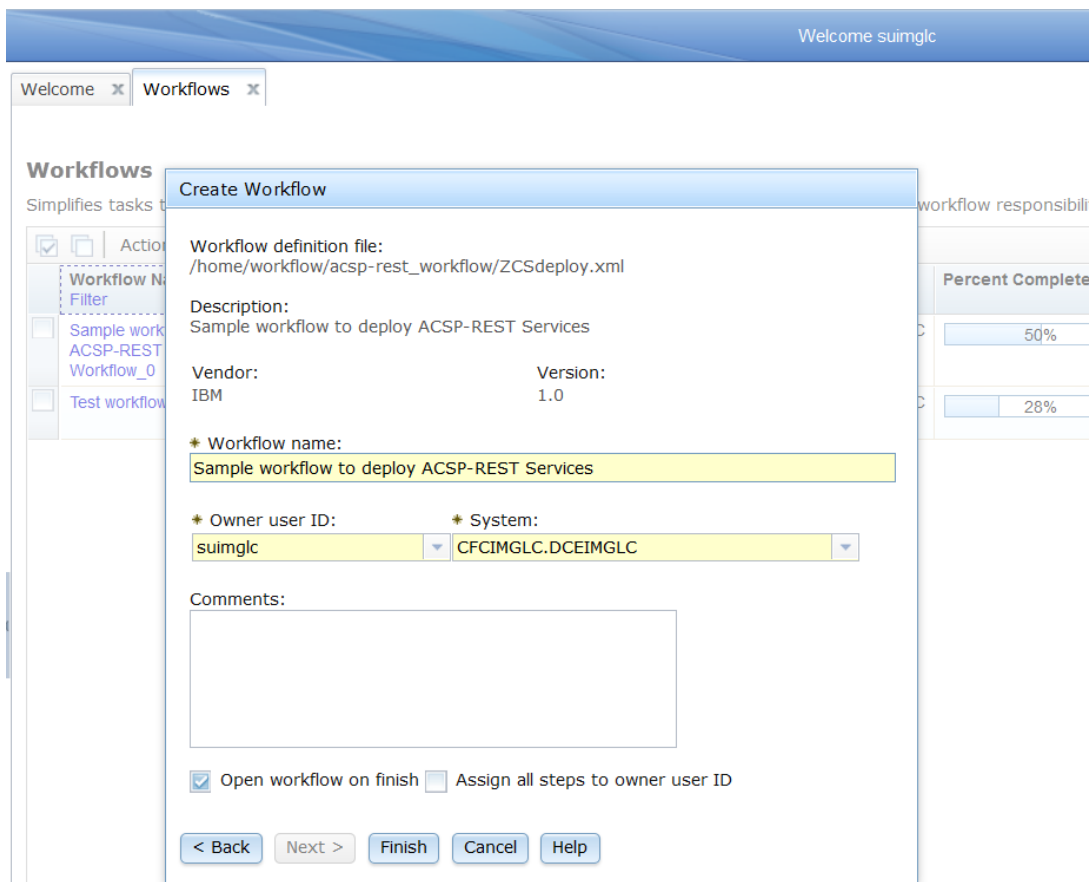 Welcome suimglc
Welcome x Workflows x
Workflows
Simplifies tasks t
workflow responsibili
Action
Workflow Na
Filter
Percent Complete
Sample work
ACSP-REST
Workflow_0
C
50%
Test workflow
C
28%
Create Workflow
Workflow definition file:
/home/workflow/acsp-rest_workflow/ZCSdeploy.xml
Description:
Sample workflow to deploy ACSP-REST Services
Vendor: Version:
IBM 1.0
* Workflow name:
Sample workflow to deploy ACSP-REST Services
* Owner user ID: * System:
suimglc CFCIMGLC.DCEIMGLC
Comments:
Open workflow on finish Assign all steps to owner user ID
< Back Next > Finish Cancel Help